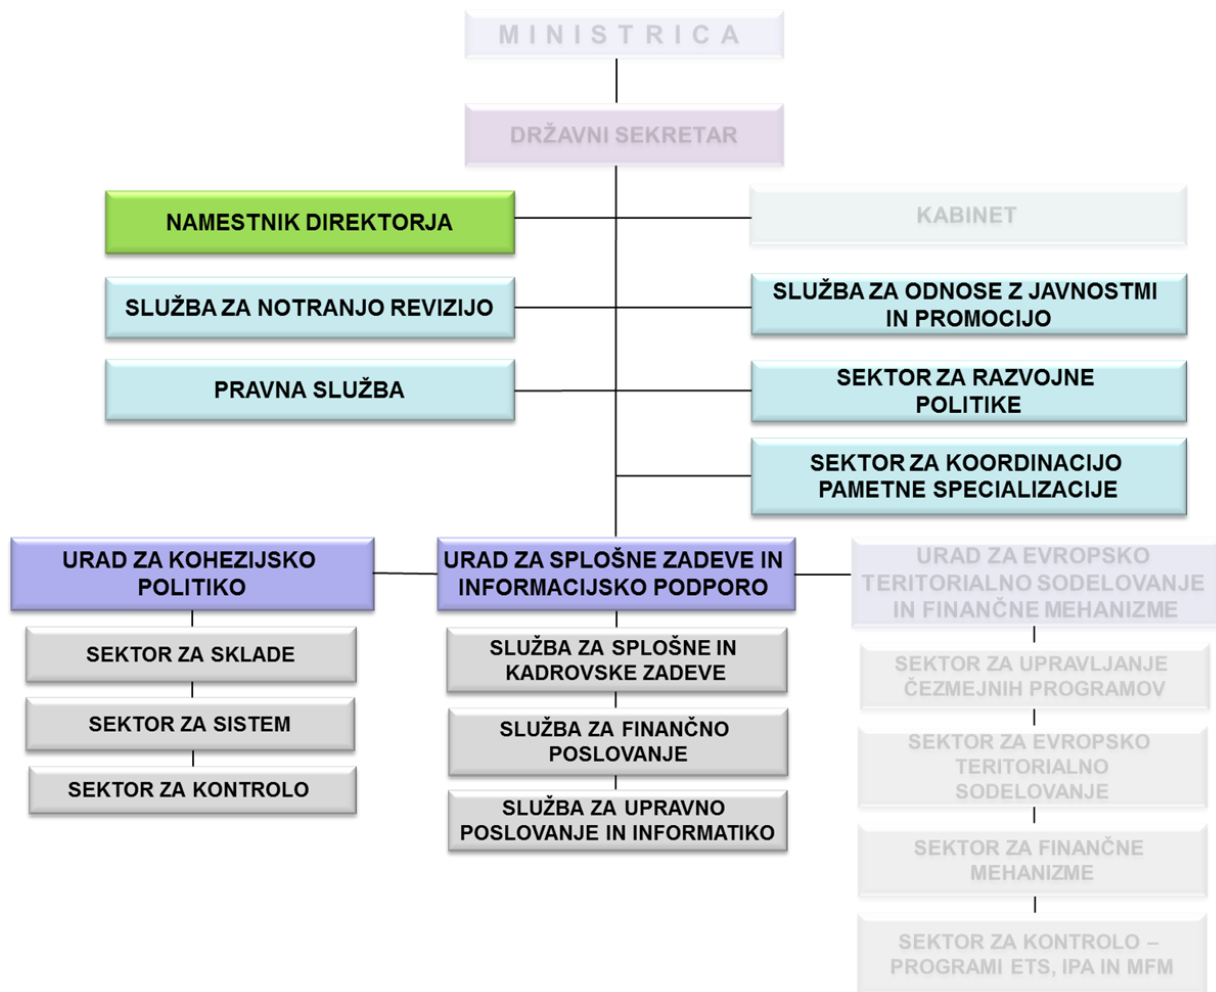 MINISTRICA
DRŽAVNI SEKRETAR
NAMESTNIK DIREKTORJA
KABINET
SLUŽBA ZA NOTRANJO REVIZIJO
SLUŽBA ZA ODNOSE Z JAVNOSTMI
IN PROMOCIJO
PRAVNA SLUŽBA
SEKTOR ZA RAZVOJNE
POLITIKE
SEKTOR ZA KOORDINACIJO
PAMETNE SPECIALIZACIJE
URAD ZA KOHEZIJSKO
POLITIKO
SEKTOR ZA SKLADE
SEKTOR ZA SISTEM
SEKTOR ZA KONTROLO
URAD ZA SPLOŠNE ZADEVE IN
INFORMACIJSKO PODPORO
SLUŽBA ZA SPLOŠNE IN
KADROVSKE ZADEVE
SLUŽBA ZA FINANČNO
POSLOVANJE
SLUŽBA ZA UPRAVNO
POSLOVANJE IN INFORMATIKO
URAD ZA EVROPSKO
TERITORIALNO SODELOVANJE
IN FINANČNE MEHANIZME
SEKTOR ZA UPRAVLJANJE
ČEZMEJNIH PROGRAMOV
SEKTOR ZA EVROPSKO
TERITORIALNO
SODELOVANJE
SEKTOR ZA FINANČNE
MEHANIZME
SEKTOR ZA KONTROLO –
PROGRAMI ETS, IPA IN MFM